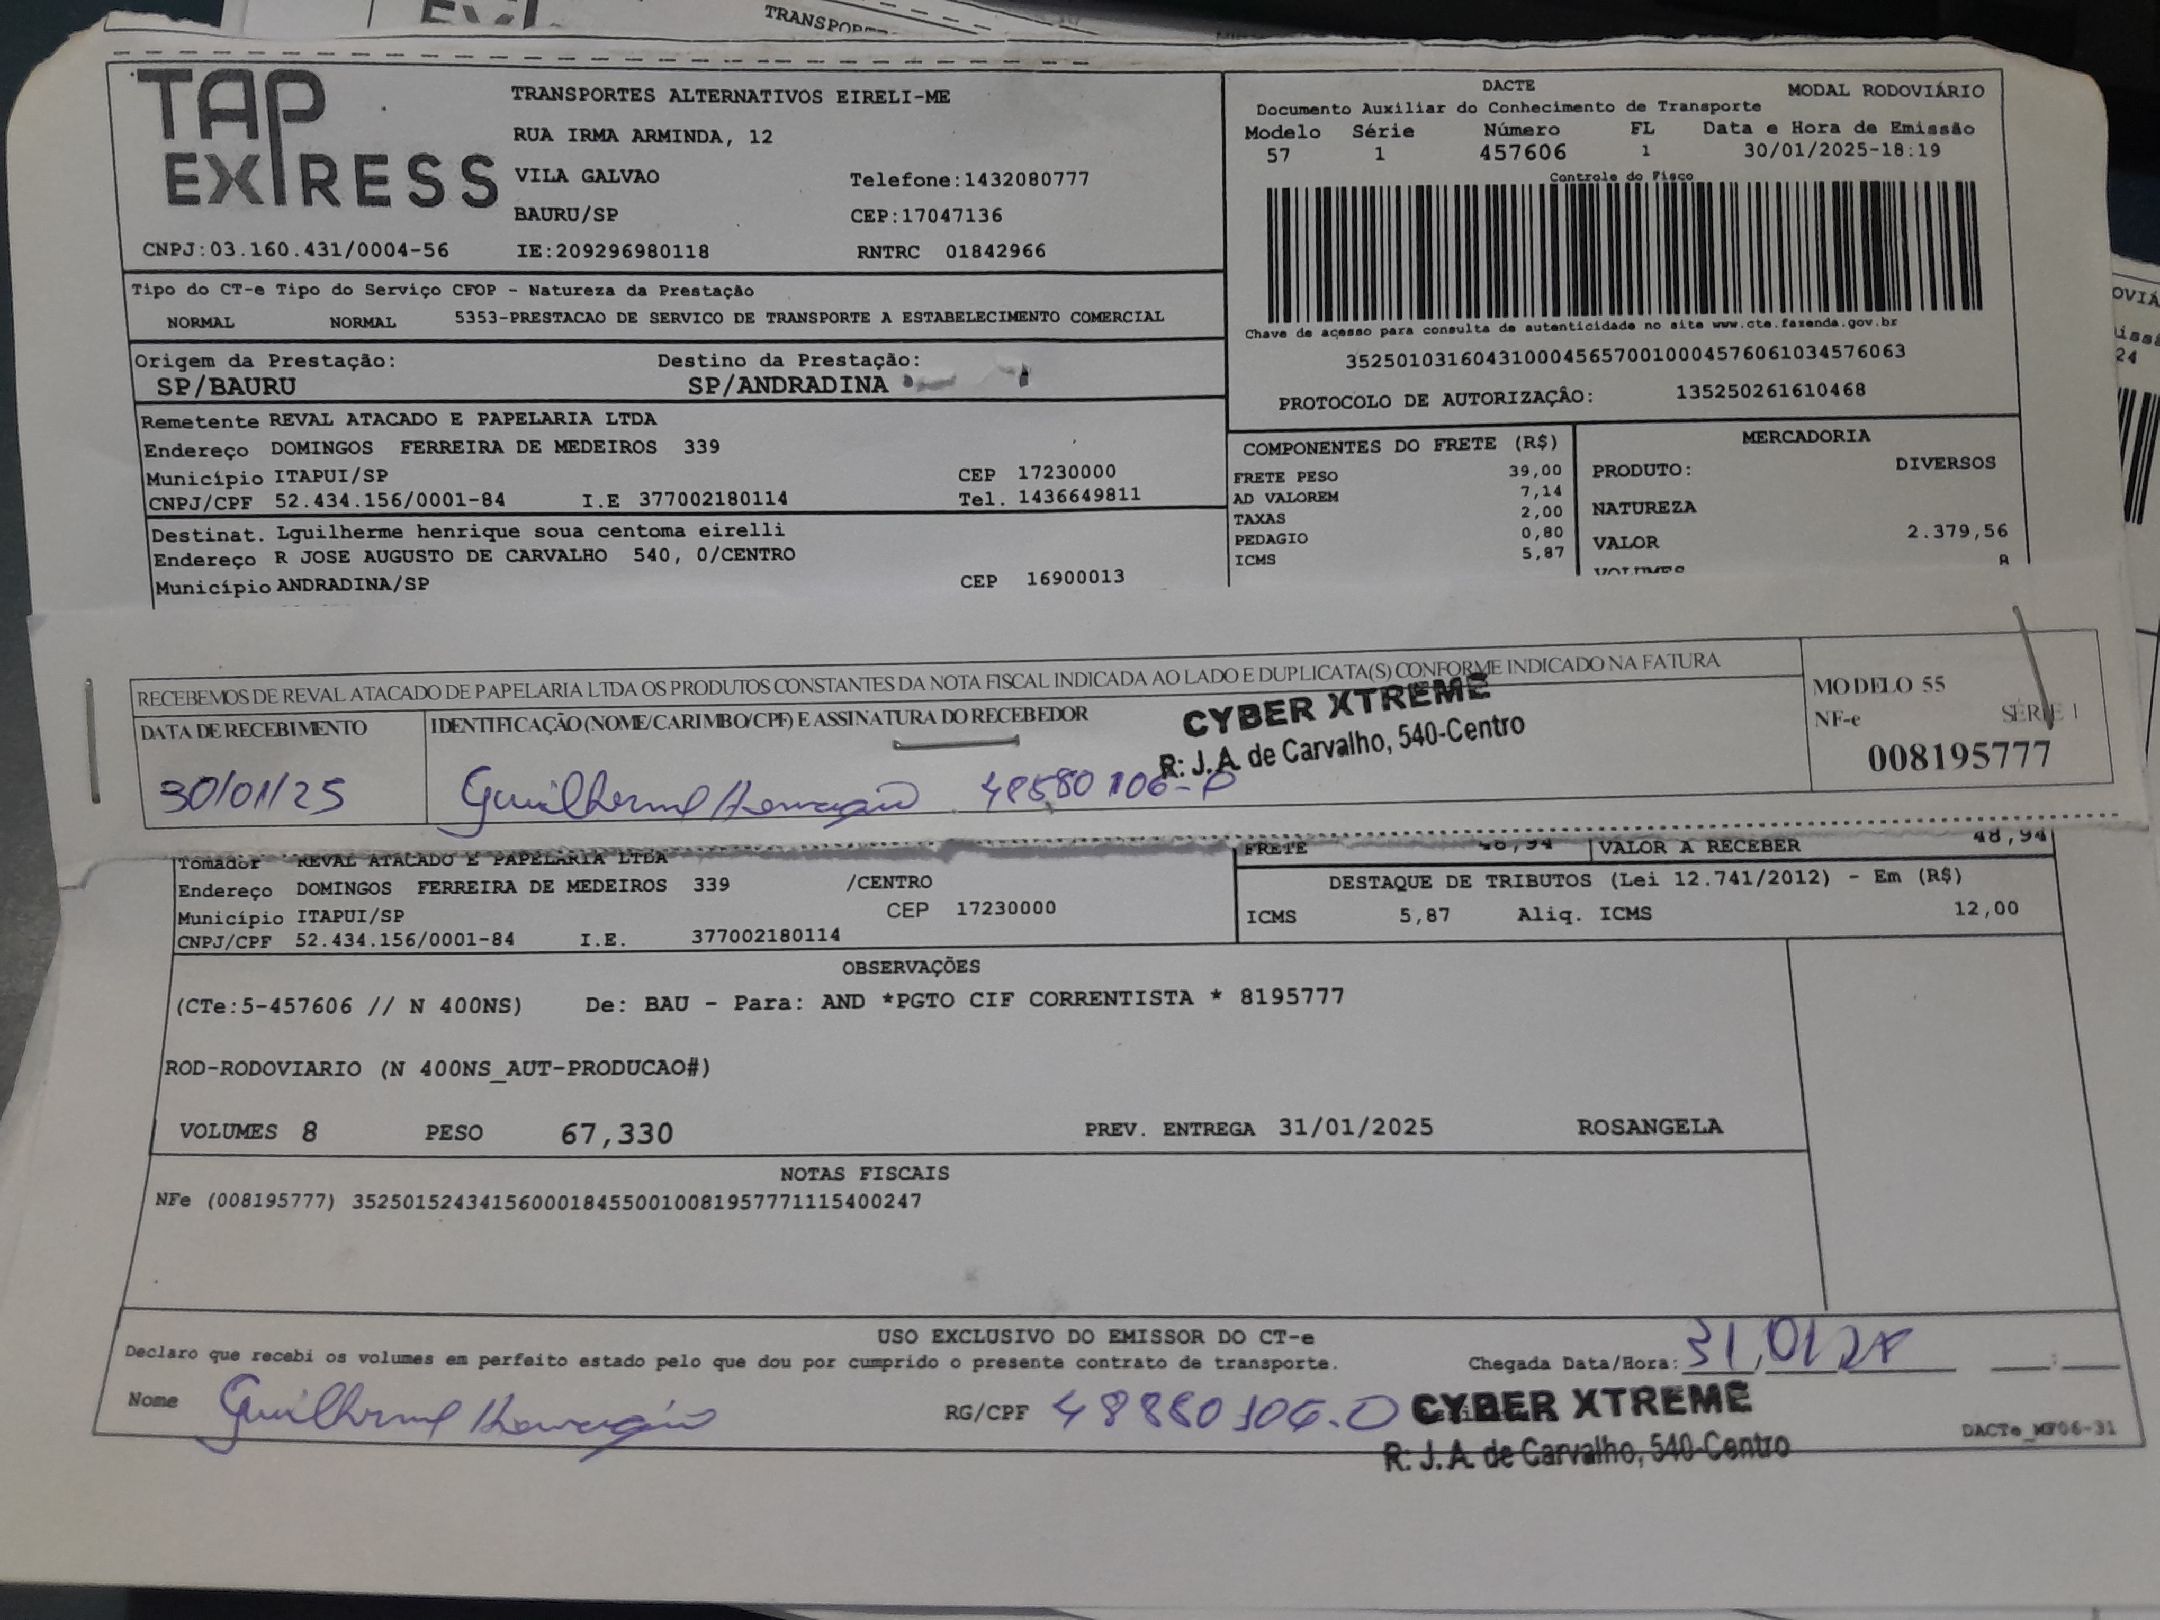 TRANSPORT
TAP EXPRESS
TRANSPORTES ALTERNATIVOS EIRELI-ME
RUA IRMA ARMINDA, 12
VILA GALVAO Telefone:1432080777
BAURU/SP CEP:17047136
CNPJ:03.160.431/0004-56 IE:209296980118 RNTRC 01842966
DACTE MODAL RODOVIÁRIO
Documento Auxiliar do Conhecimento de Transporte
Modelo Série Número FL Data e Hora de Emissão
57 1 457606 1 30/01/2025-18:19
Controle do Fisco
Chave de acesso para consulta de autenticidade no site www.cte.fazenda.gov.br
35250103160431000456570010004576061034576063
PROTOCOLO DE AUTORIZAÇÃO: 135250261610468
Tipo do CT-e Tipo do Serviço CFOP - Natureza da Prestação
NORMAL NORMAL 5353-PRESTACAO DE SERVICO DE TRANSPORTE A ESTABELECIMENTO COMERCIAL
Origem da Prestação: Destino da Prestação:
SP/BAURU SP/ANDRADINA
Remetente REVAL ATACADO E PAPELARIA LTDA
Endereço DOMINGOS FERREIRA DE MEDEIROS 339
Município ITAPUI/SP CEP 17230000
CNPJ/CPF 52.434.156/0001-84 I.E 377002180114 Tel. 1436649811
Destinat. Lguilherme henrique soua centoma eirelli
Endereço R JOSE AUGUSTO DE CARVALHO 540, 0/CENTRO
Município ANDRADINA/SP CEP 16900013
COMPONENTES DO FRETE (R$)
FRETE PESO 39,00
AD VALOREM 7,14
TAXAS 2,00
PEDAGIO 0,80
ICMS 5,87
MERCADORIA
PRODUTO: DIVERSOS
NATUREZA
VALOR 2.379,56
VOLUMES 8
RECEBEMOS DE REVAL ATACADO DE PAPELARIA LTDA OS PRODUTOS CONSTANTES DA NOTA FISCAL INDICADA AO LADO E DUPLICATA(S) CONFORME INDICADO NA FATURA
DATA DE RECEBIMENTO IDENTIFICAÇÃO (NOME/CARIMBO/CPF) E ASSINATURA DO RECEBEDOR
30/01/25 Guilherme
CYBER XTREME
R: J. A. de Carvalho, 540-Centro
MODELO 55
NF-e SÉRIE 1
008195777
Tomador REVAL ATACADO E PAPELARIA LTDA
Endereço DOMINGOS FERREIRA DE MEDEIROS 339 /CENTRO
Município ITAPUI/SP CEP 17230000
CNPJ/CPF 52.434.156/0001-84 I.E. 377002180114
FRETE 48,94 VALOR A RECEBER 48,94
DESTAQUE DE TRIBUTOS (Lei 12.741/2012) - Em (R$)
ICMS 5,87 Aliq. ICMS 12,00
OBSERVAÇÕES
(CTe:5-457606 // N 400NS) De: BAU - Para: AND *PGTO CIF CORRENTISTA * 8195777
ROD-RODOVIARIO (N 400NS_AUT-PRODUCAO#)
VOLUMES 8 PESO 67,330 PREV. ENTREGA 31/01/2025 ROSANGELA
NOTAS FISCAIS
NFe (008195777) 35250152434156000184550010081957771115400247
USO EXCLUSIVO DO EMISSOR DO CT-e
Declaro que recebi os volumes em perfeito estado pelo que dou por cumprido o presente contrato de transporte. Chegada Data/Hora: 31/01/
Nome Guilherme RG/CPF
CYBER XTREME
R: J. A. de Carvalho, 540-Centro
DACTe_MF06-31